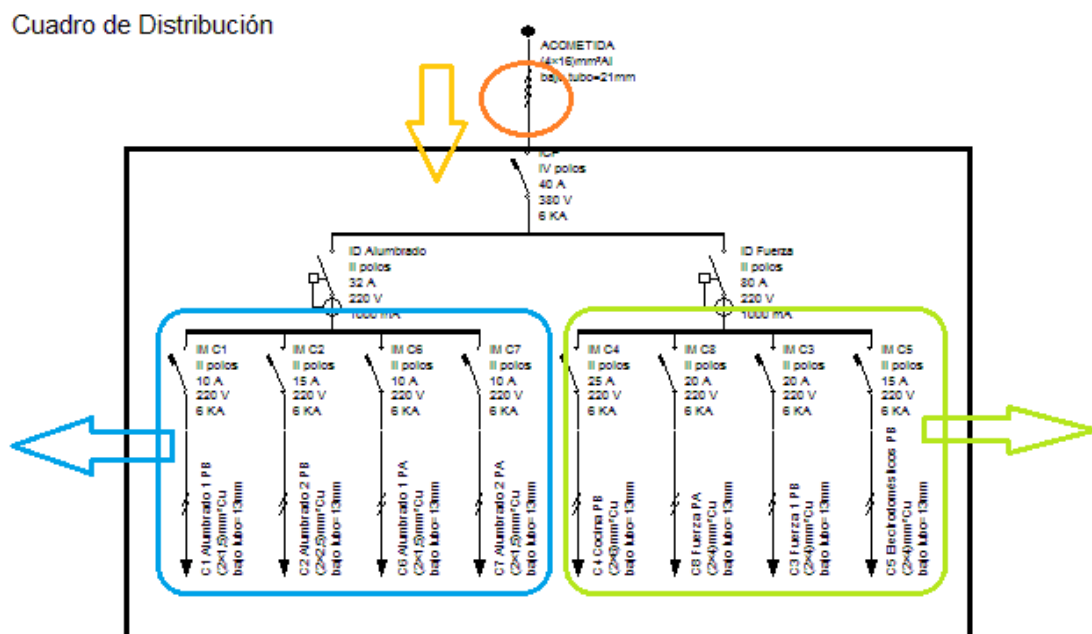 Cuadro de Distribución
ACOMETIDA
(4×16)mm²Al
bajo tubo=21mm
ICP
IV polos
40 A
380 V
6 KA
ID Alumbrado
II polos
32 A
220 V
1000 mA
ID Fuerza
II polos
80 A
220 V
1000 mA
IM C1
II polos
10 A
220 V
6 KA
IM C2
II polos
15 A
220 V
6 KA
IM C6
II polos
10 A
220 V
6 KA
IM C7
II polos
10 A
220 V
6 KA
IM C4
II polos
25 A
220 V
6 KA
IM C8
II polos
20 A
220 V
6 KA
IM C3
II polos
20 A
220 V
6 KA
IM C5
II polos
15 A
220 V
6 KA
C1 Alumbrado 1 PB
(2×1,5)mm²Cu
bajo tubo=13mm
C2 Alumbrado 2 PB
(2×2,5)mm²Cu
bajo tubo=13mm
C6 Alumbrado 1 PA
(2×1,5)mm²Cu
bajo tubo=13mm
C7 Alumbrado 2 PA
(2×1,5)mm²Cu
bajo tubo=13mm
C4 Cocina PB
(2×6)mm²Cu
bajo tubo=13mm
C8 Fuerza PA
(2×4)mm²Cu
bajo tubo=13mm
C3 Fuerza 1 PB
(2×4)mm²Cu
bajo tubo=13mm
C5 Electrodomésticos PB
(2×4)mm²Cu
bajo tubo=13mm